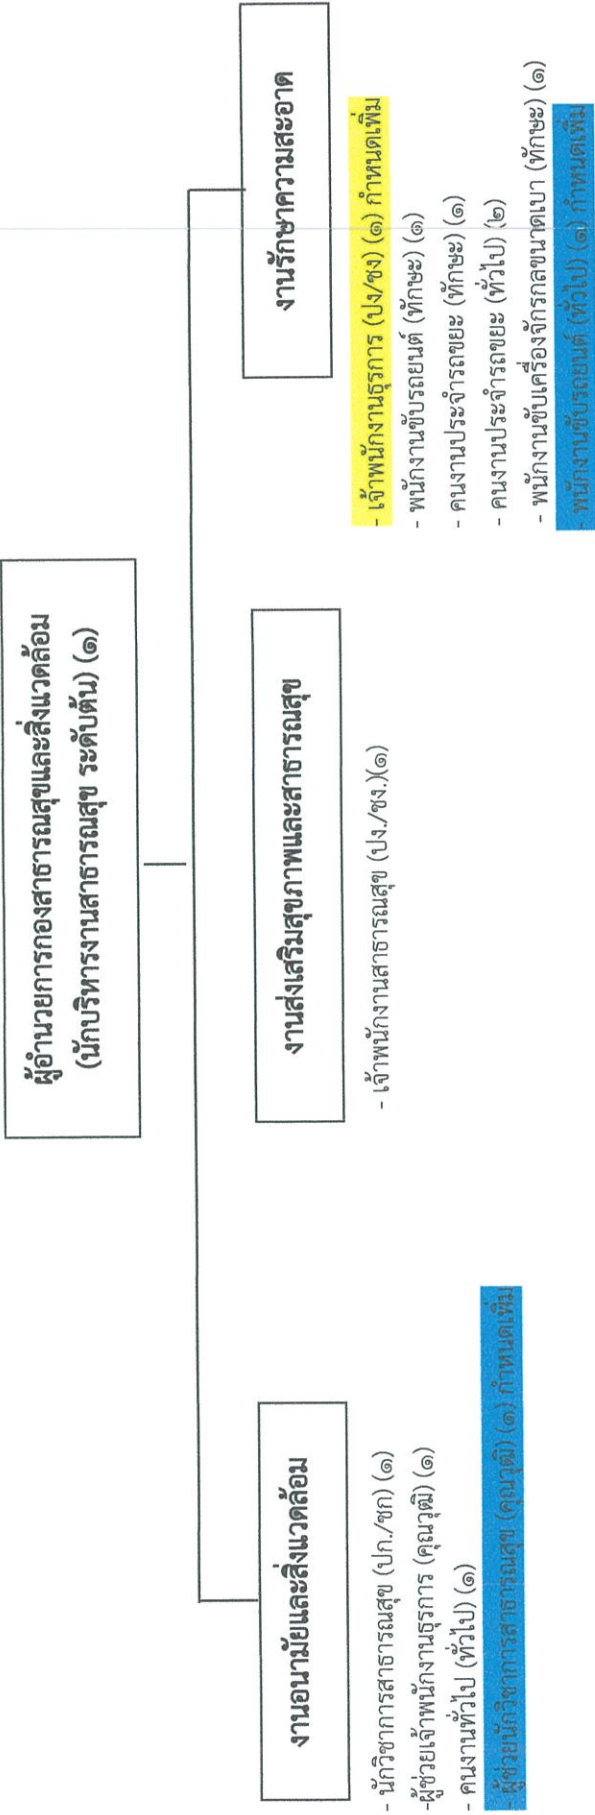 ผู้อำนวยการกองสาธารณสุขและสิ่งแวดล้อม
(นักบริหารงานสาธารณสุข ระดับต้น) (๑)
งานอนามัยและสิ่งแวดล้อม
- นักวิชาการสาธารณสุข (ปก./ชก) (๑)
-ผู้ช่วยเจ้าพนักงานธุรการ (คุณวุฒิ) (๑)
- คนงานทั่วไป (ทั่วไป) (๑)
- ผู้ช่วยนักวิชาการสาธารณสุข (คุณวุฒิ) (๑) กำหนดเพิ่ม
งานส่งเสริมสุขภาพและสาธารณสุข
- เจ้าพนักงานสาธารณสุข (ปง./ชง.)(๑)
งานรักษาความสะอาด
- เจ้าพนักงานธุรการ (ปง/ชง) (๑) กำหนดเพิ่ม
- พนักงานขับรถยนต์ (ทักษะ) (๑)
- คนงานประจำรถขยะ (ทักษะ) (๑)
- คนงานประจำรถขยะ (ทั่วไป) (๒)
- พนักงานขับเครื่องจักรกลขนาดเบา (ทักษะ) (๑)
- พนักงานขับรถยนต์ (ทั่วไป) (๑) กำหนดเพิ่ม